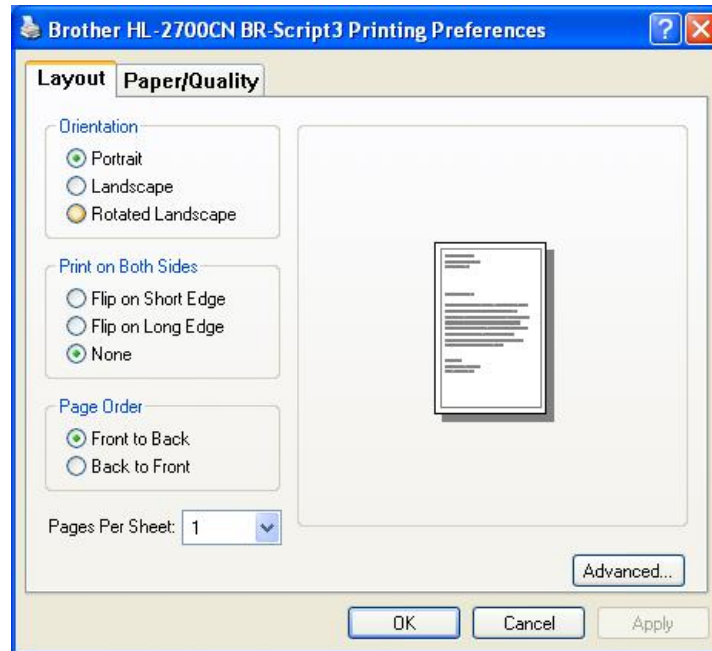 Brother HL-2700CN BR-Script3 Printing Preferences
Layout Paper/Quality
Orientation
Portrait
Landscape
Rotated Landscape
Print on Both Sides
Flip on Short Edge
Flip on Long Edge
None
Page Order
Front to Back
Back to Front
Pages Per Sheet: 1
Advanced...
OK Cancel Apply